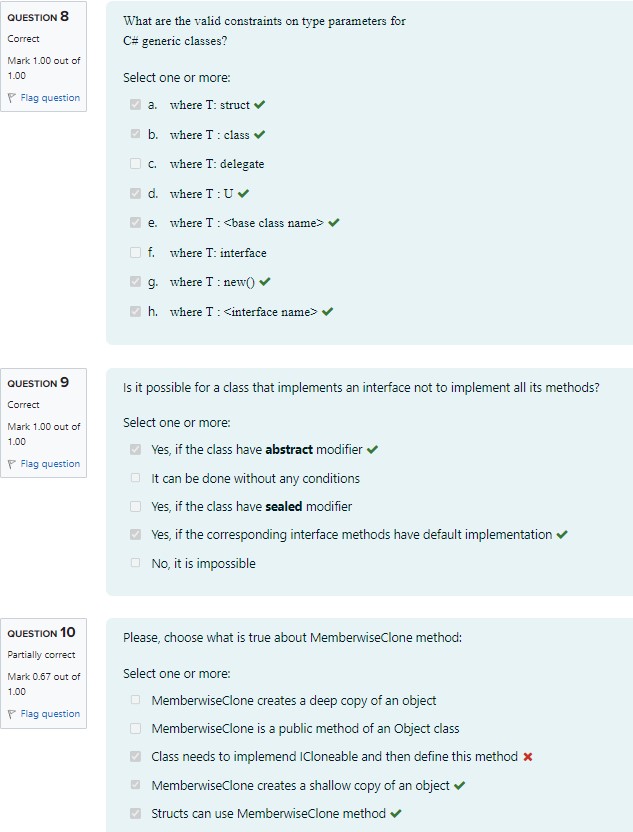 QUESTION 8
Correct
Mark 1.00 out of
1.00
Flag question
What are the valid constraints on type parameters for
C# generic classes?
Select one or more:
a. where T: struct
b. where T : class
c. where T: delegate
d. where T : U
e. where T : <base class name>
f. where T: interface
g. where T : new()
h. where T : <interface name>
QUESTION 9
Correct
Mark 1.00 out of
1.00
Flag question
Is it possible for a class that implements an interface not to implement all its methods?
Select one or more:
Yes, if the class have abstract modifier
It can be done without any conditions
Yes, if the class have sealed modifier
Yes, if the corresponding interface methods have default implementation
No, it is impossible
QUESTION 10
Partially correct
Mark 0.67 out of
1.00
Flag question
Please, choose what is true about MemberwiseClone method:
Select one or more:
MemberwiseClone creates a deep copy of an object
MemberwiseClone is a public method of an Object class
Class needs to implemend ICloneable and then define this method
MemberwiseClone creates a shallow copy of an object
Structs can use MemberwiseClone method